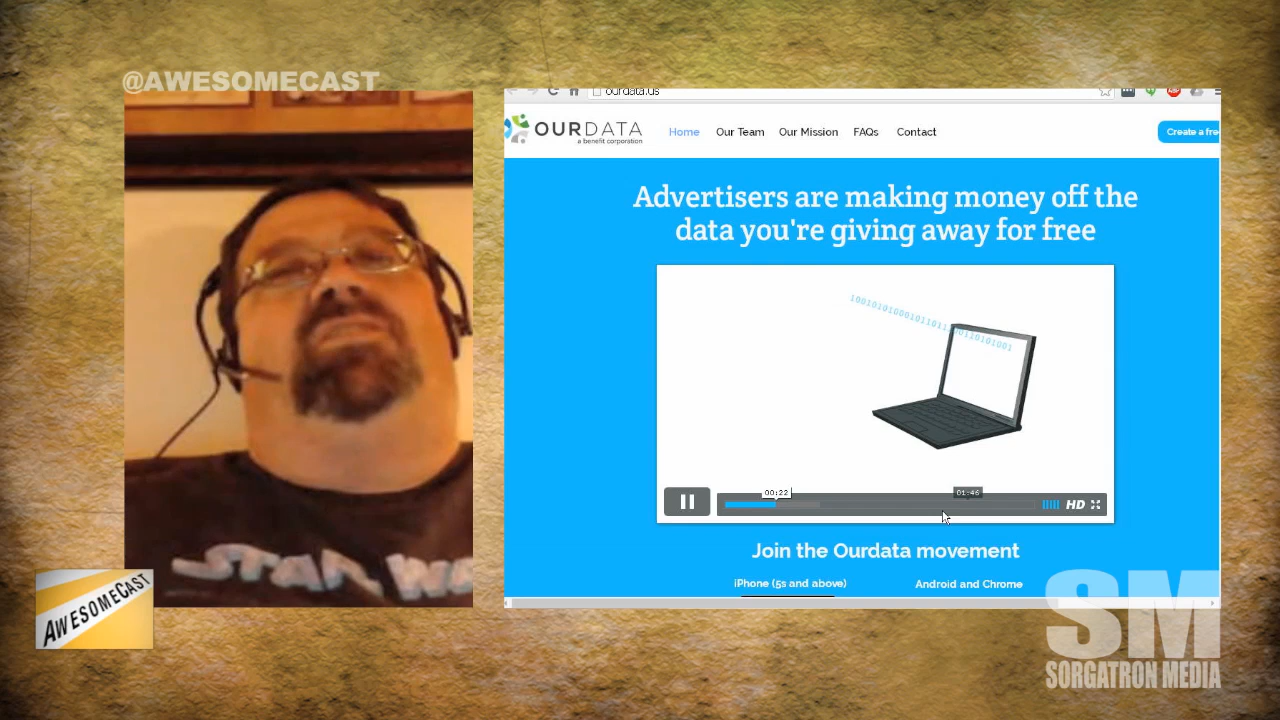 @AWESOMECAST
ourdata.us
OURDATA
a benefit corporation
Home Our Team Our Mission FAQs Contact
Create a fre
Advertisers are making money off the
data you're giving away for free
00:22
01:46
HD
Join the Ourdata movement
iPhone (5s and above)
Android and Chrome
STAR WA
AWESOMECAST
SM
SORGATRON MEDIA